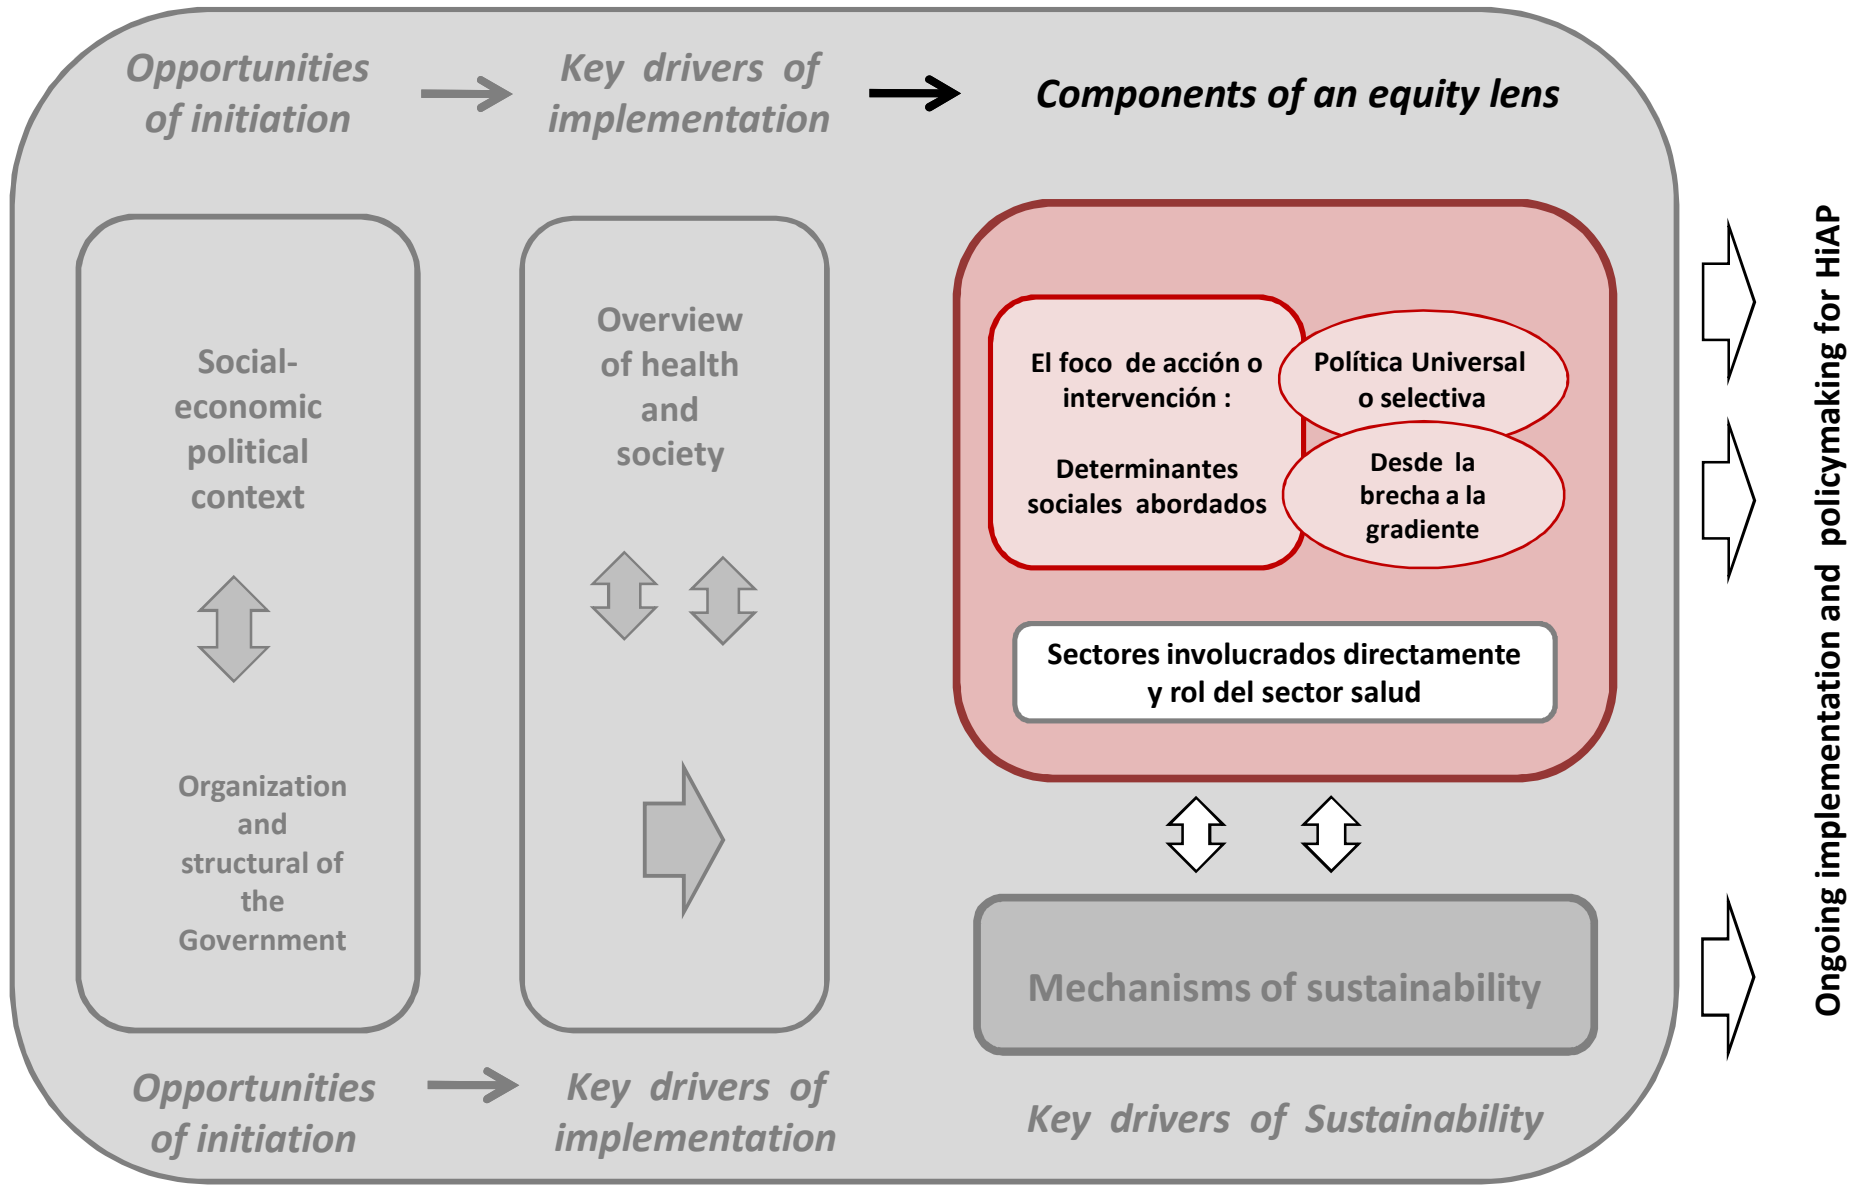 Opportunities
of initiation
Key drivers of
implementation
Components of an equity lens
Social-
economic
political
context
Organization
and
structural of
the
Government
Overview
of health
and
society
El foco de acción o
intervención :
Determinantes
sociales abordados
Política Universal
o selectiva
Desde la
brecha a la
gradiente
Sectores involucrados directamente
y rol del sector salud
Mechanisms of sustainability
Opportunities
of initiation
Key drivers of
implementation
Key drivers of Sustainability
Ongoing implementation and policymaking for HiAP